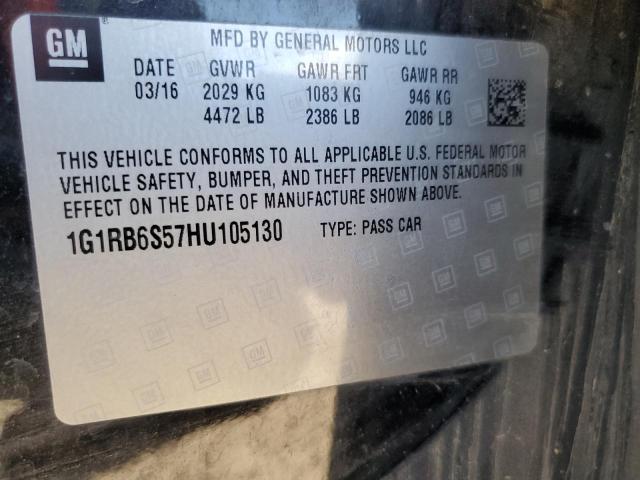 GM
MFD BY GENERAL MOTORS LLC
DATE GVWR GAWR FRT GAWR RR
03/16 2029 KG 1083 KG 946 KG
4472 LB 2386 LB 2086 LB
THIS VEHICLE CONFORMS TO ALL APPLICABLE U.S. FEDERAL MOTOR
VEHICLE SAFETY, BUMPER, AND THEFT PREVENTION STANDARDS IN
EFFECT ON THE DATE OF MANUFACTURE SHOWN ABOVE.
1G1RB6S57HU105130 TYPE: PASS CAR